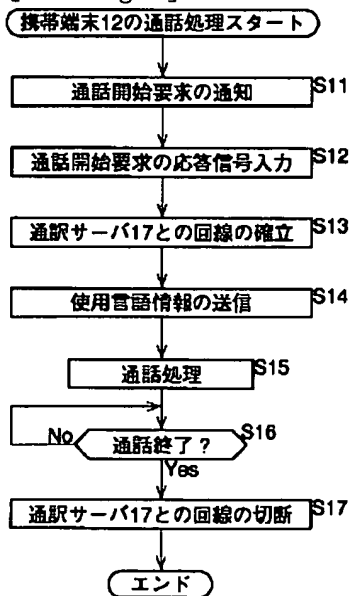 携帯端末12の通話処理スタート
通話開始要求の通知 S11
通話開始要求の応答信号入力 S12
通訳サーバ17との回線の確立 S13
使用言語情報の送信 S14
通話処理 S15
No 通話終了？ S16
Yes
通訳サーバ17との回線の切断 S17
エンド